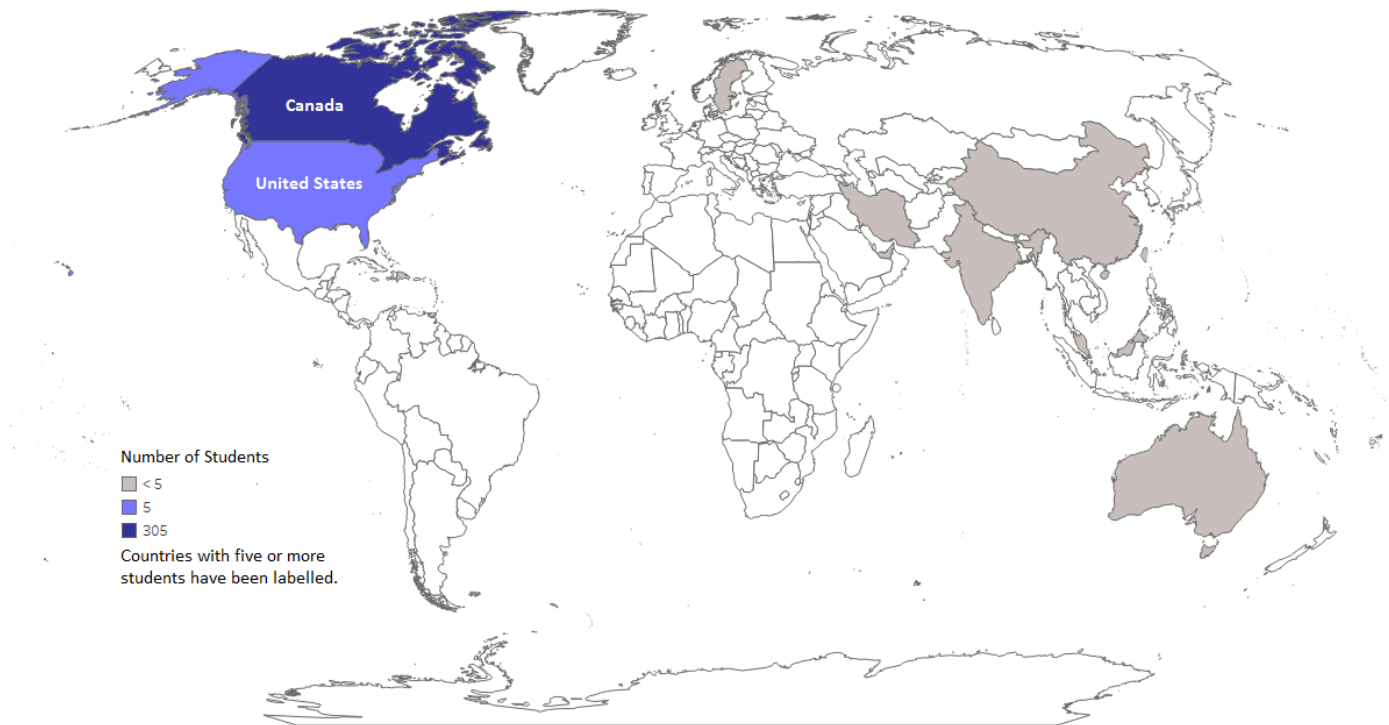 Canada
United States
Number of Students
< 5
5
305
Countries with five or more
students have been labelled.